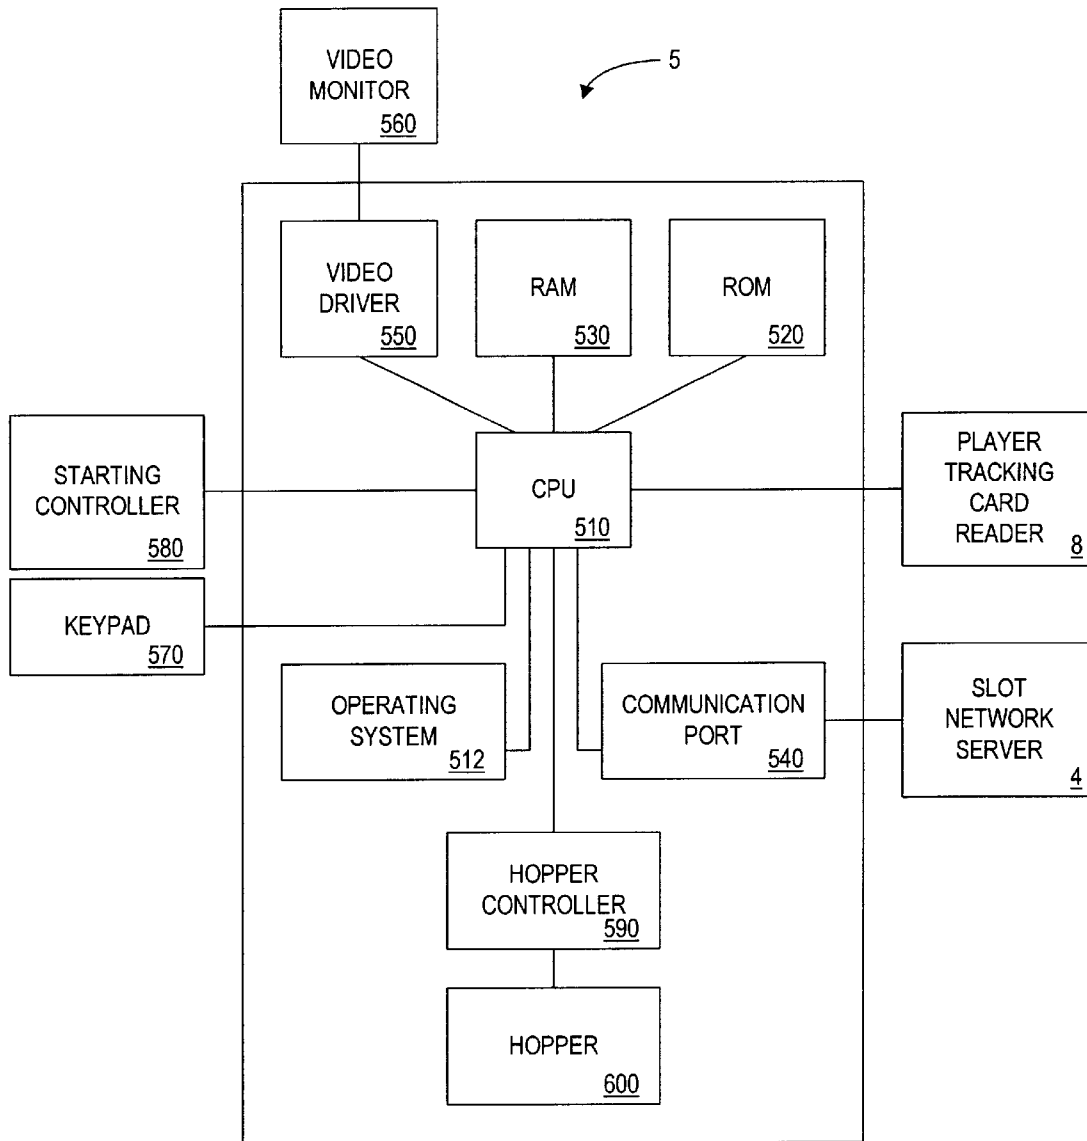 VIDEO
MONITOR
560
5
VIDEO
DRIVER
550
RAM
530
ROM
520
STARTING
CONTROLLER
580
CPU
510
PLAYER
TRACKING
CARD
READER
8
KEYPAD
570
OPERATING
SYSTEM
512
COMMUNICATION
PORT
540
SLOT
NETWORK
SERVER
4
HOPPER
CONTROLLER
590
HOPPER
600